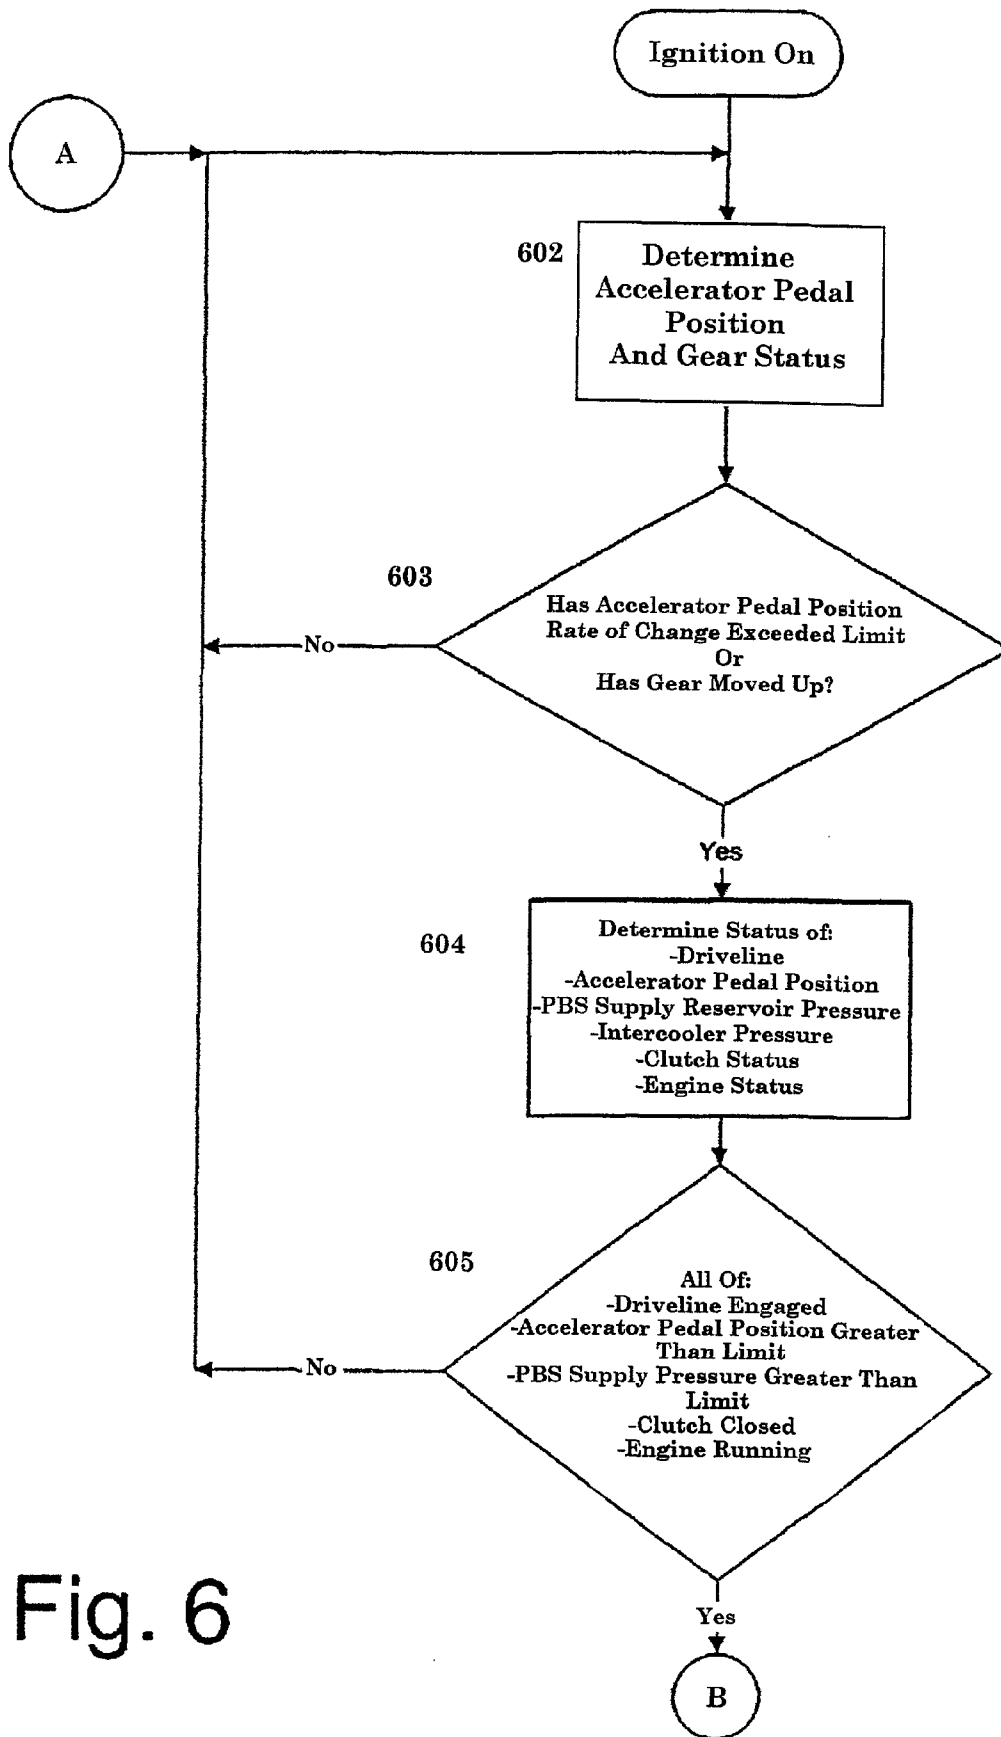 Ignition On
A
602
Determine
Accelerator Pedal
Position
And Gear Status
603
Has Accelerator Pedal Position
Rate of Change Exceeded Limit
Or
Has Gear Moved Up?
No
Yes
604
Determine Status of:
-Driveline
-Accelerator Pedal Position
-PBS Supply Reservoir Pressure
-Intercooler Pressure
-Clutch Status
-Engine Status
605
All Of:
-Driveline Engaged
-Accelerator Pedal Position Greater
Than Limit
-PBS Supply Pressure Greater Than
Limit
-Clutch Closed
-Engine Running
No
Yes
B
Fig. 6